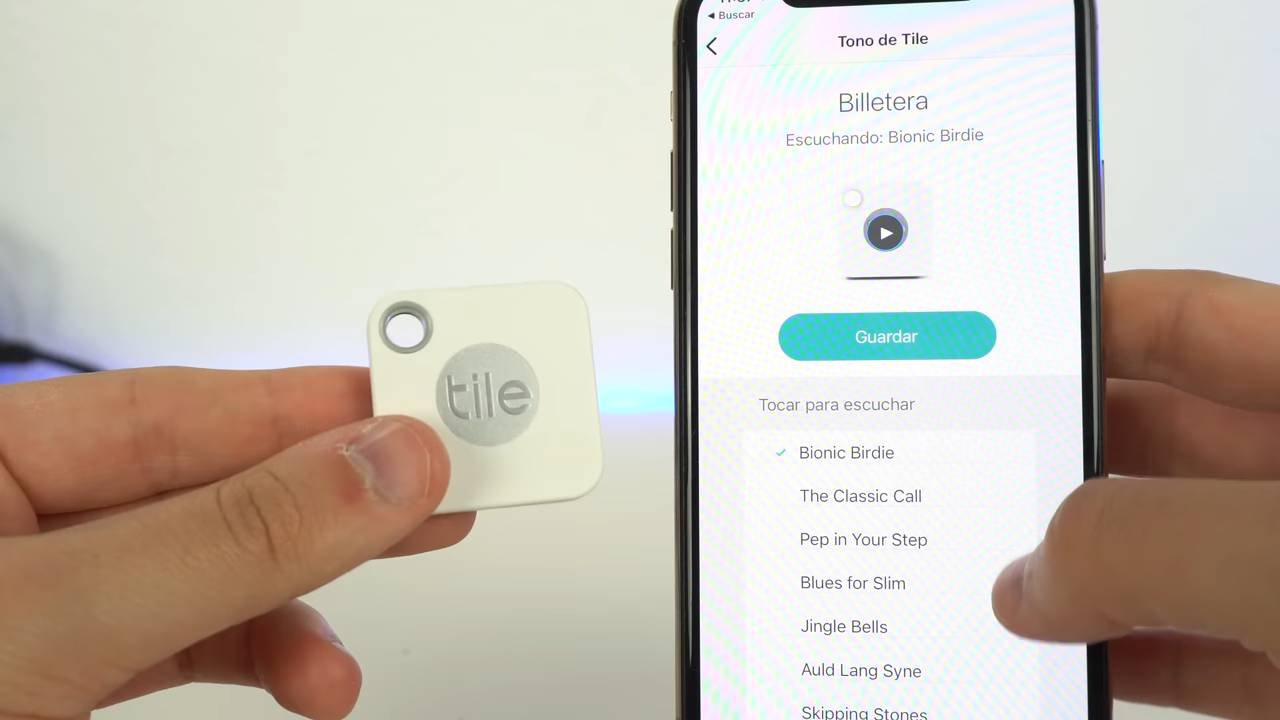 Buscar
Tono de Tile
Billetera
Escuchando: Bionic Birdie
Guardar
tile
Tocar para escuchar
Bionic Birdie
The Classic Call
Pep in Your Step
Blues for Slim
Jingle Bells
Auld Lang Syne
Skipping Stones